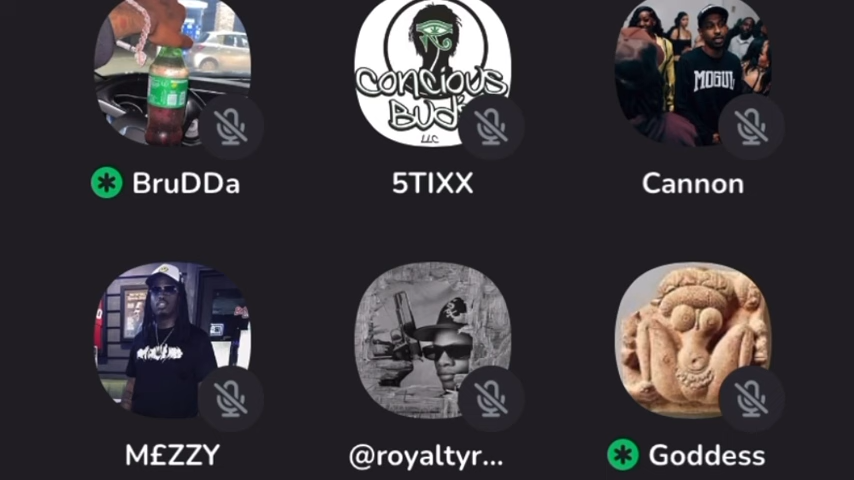 CONCIOUS
BUD'
LLC
MOGUL
BruDDa
5TIXX
Cannon
M£ZZY
@royaltyr...
Goddess